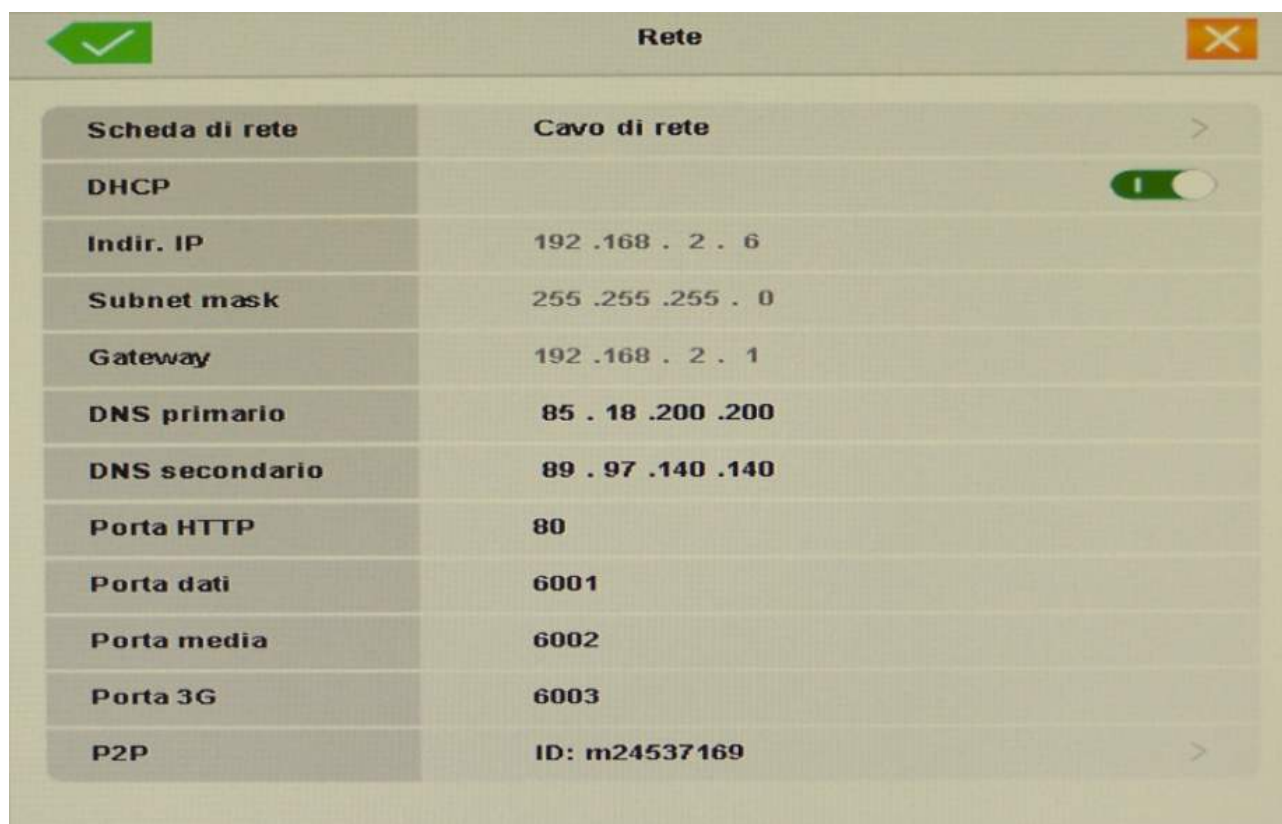 Rete
Scheda di rete Cavo di rete >
DHCP
Indir. IP 192 .168 . 2 . 6
Subnet mask 255 .255 .255 . 0
Gateway 192 .168 . 2 . 1
DNS primario 85 . 18 .200 .200
DNS secondario 89 . 97 .140 .140
Porta HTTP 80
Porta dati 6001
Porta media 6002
Porta 3G 6003
P2P ID: m24537169 >